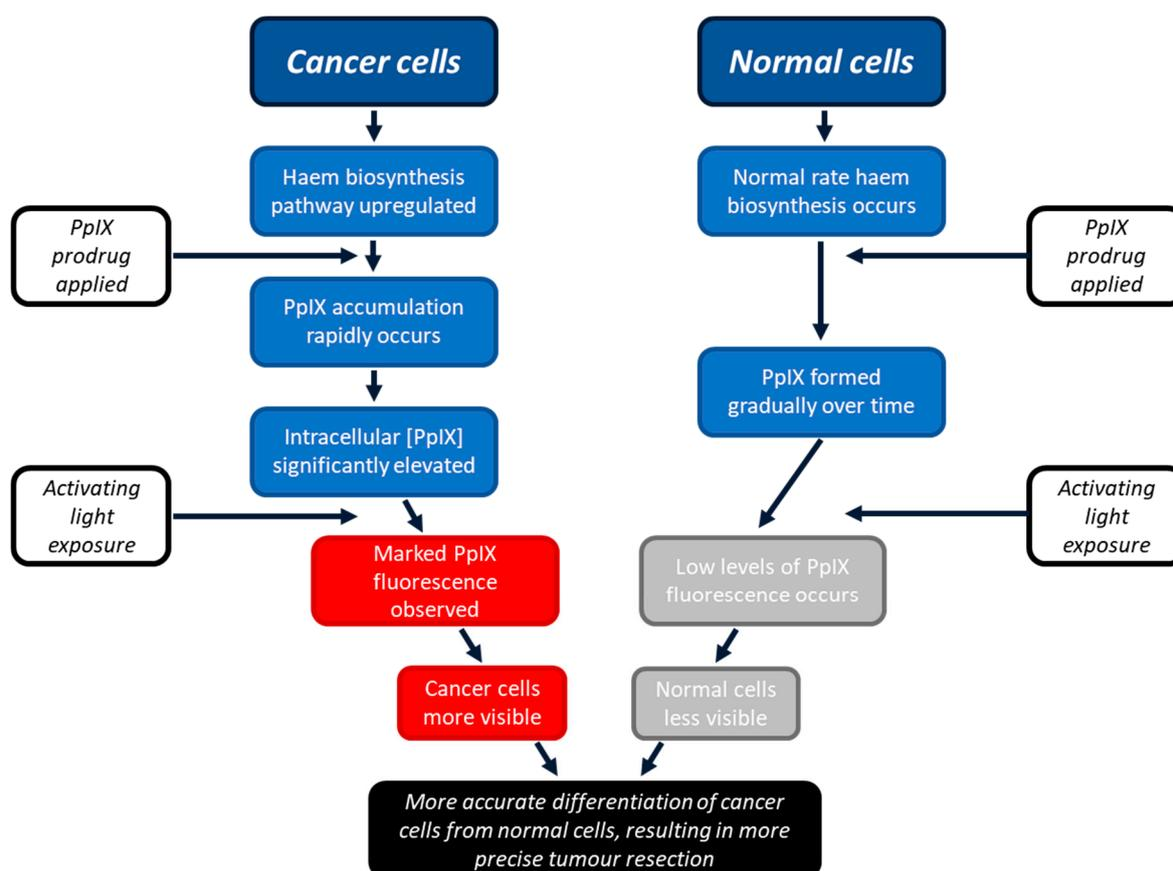 Cancer cells
Normal cells
Haem biosynthesis
pathway upregulated
Normal rate haem
biosynthesis occurs
PpIX
prodrug
applied
PpIX
prodrug
applied
PpIX accumulation
rapidly occurs
PpIX formed
gradually over time
Intracellular [PpIX]
significantly elevated
Activating
light
exposure
Activating
light
exposure
Marked PpIX
fluorescence
observed
Low levels of PpIX
fluorescence occurs
Cancer cells
more visible
Normal cells
less visible
More accurate differentiation of cancer
cells from normal cells, resulting in more
precise tumour resection